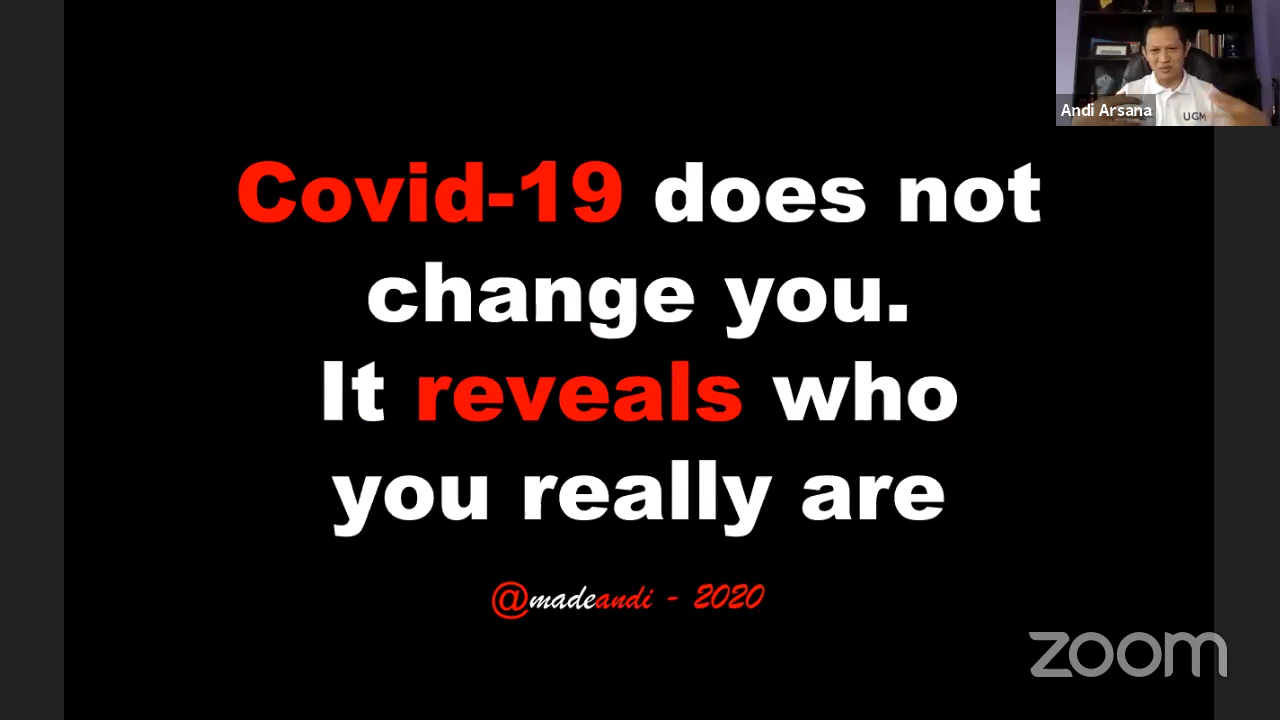 Andi Arsana
UGM
Covid-19 does not
change you.
It reveals who
you really are
@madeandi - 2020
zoom